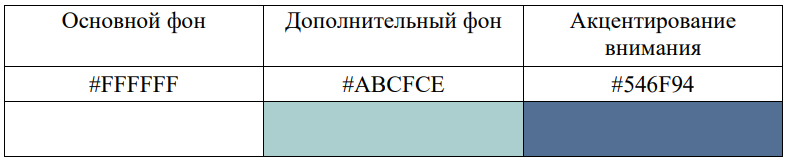 Основной фон
Дополнительный фон
Акцентирование
внимания
#FFFFFF
#ABCFCE
#546F94